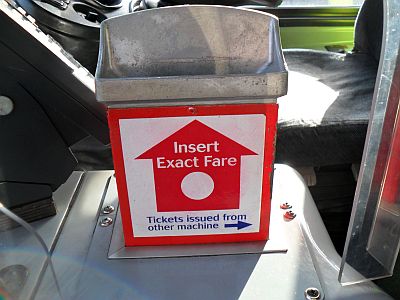 Insert
Exact Fare
Tickets issued from
other machine